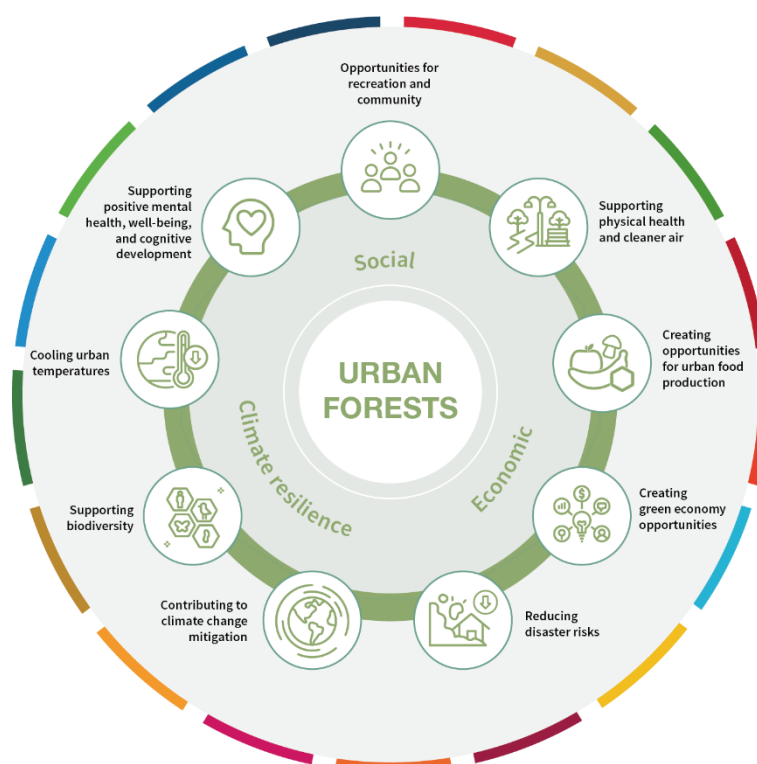 Opportunities for
recreation and
community
Supporting
positive mental
health, well-being,
and cognitive
development
Supporting
physical health
and cleaner air
Social
Cooling urban
temperatures
URBAN
FORESTS
Creating
opportunities
for urban food
production
Climate resilience
Economic
Supporting
biodiversity
$
Creating
green economy
opportunities
Contributing to
climate change
mitigation
Reducing
disaster risks